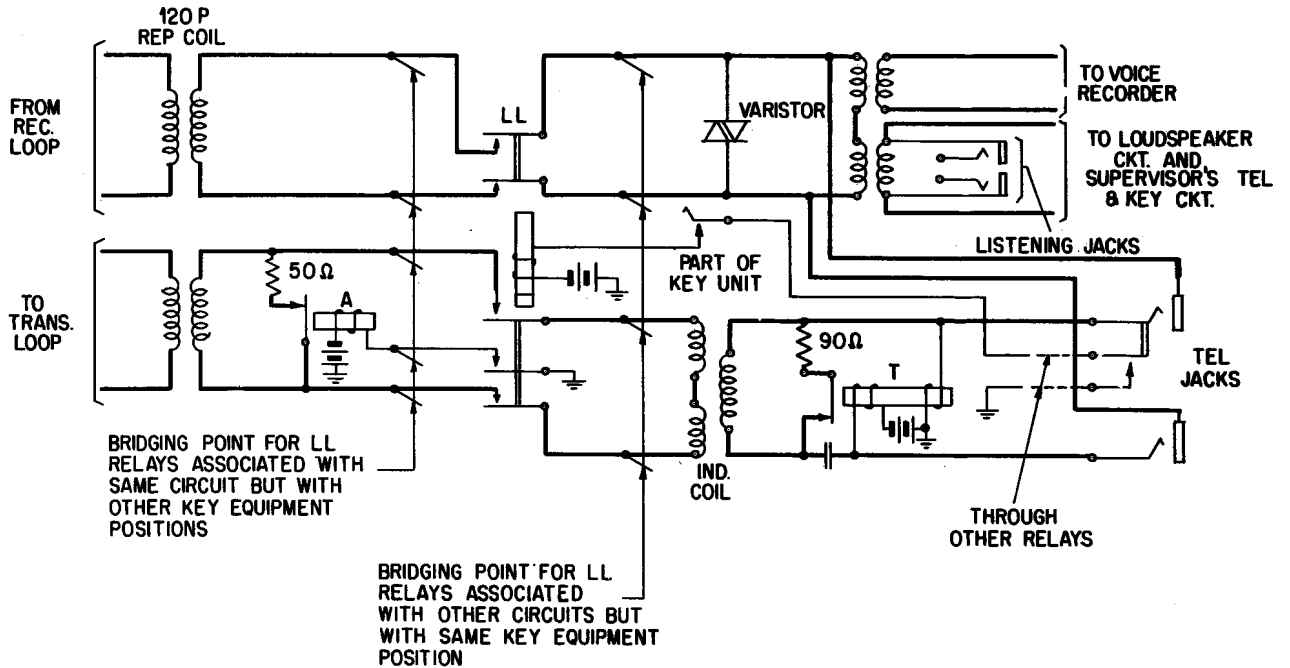 120 P
REP COIL
FROM
REC.
LOOP
LL
VARISTOR
TO VOICE
RECORDER
TO LOUDSPEAKER
CKT. AND
SUPERVISOR'S TEL
& KEY CKT.
LISTENING JACKS
TO
TRANS.
LOOP
50Ω
A
PART OF
KEY UNIT
90Ω
T
TEL
JACKS
IND.
COIL
BRIDGING POINT FOR LL
RELAYS ASSOCIATED WITH
SAME CIRCUIT BUT WITH
OTHER KEY EQUIPMENT
POSITIONS
THROUGH
OTHER RELAYS
BRIDGING POINT FOR LL
RELAYS ASSOCIATED
WITH OTHER CIRCUITS BUT
WITH SAME KEY EQUIPMENT
POSITION